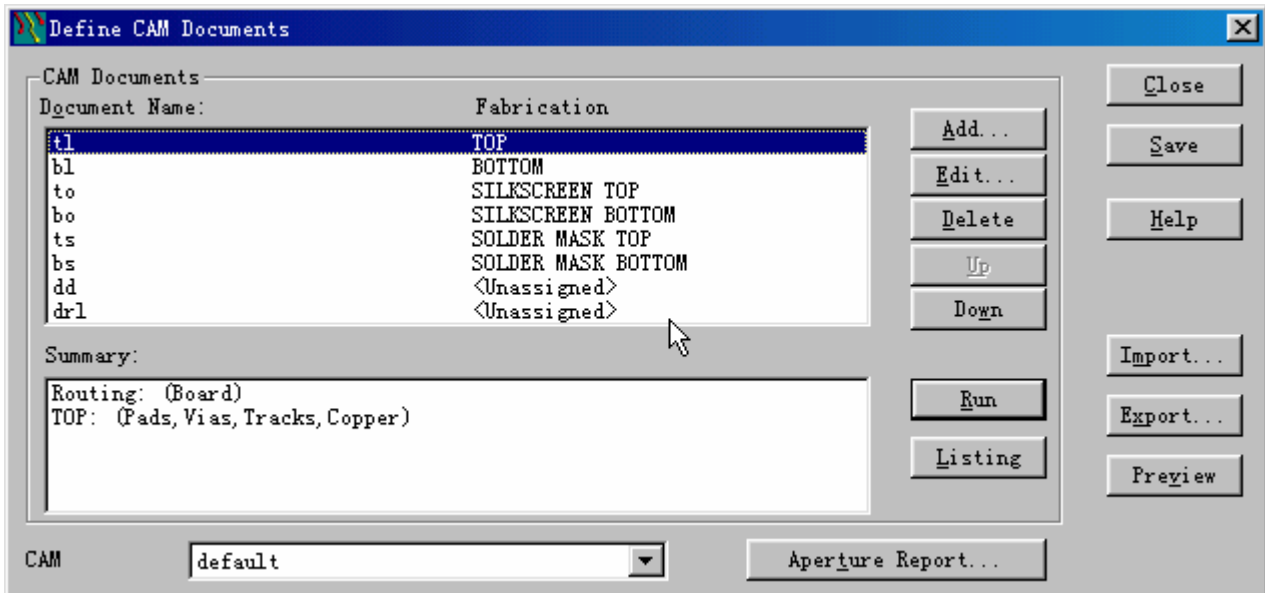 Define CAM Documents
CAM Documents
Document Name: Fabrication
tl TOP
bl BOTTOM
to SILKSCREEN TOP
bo SILKSCREEN BOTTOM
ts SOLDER MASK TOP
bs SOLDER MASK BOTTOM
dd <Unassigned>
drl <Unassigned>
Add...
Edit...
Delete
Up
Down
Close
Save
Help
Summary:
Routing: (Board)
TOP: (Pads,Vias,Tracks,Copper)
Run
Listing
Import...
Export...
Preview
CAM default
Aperture Report...